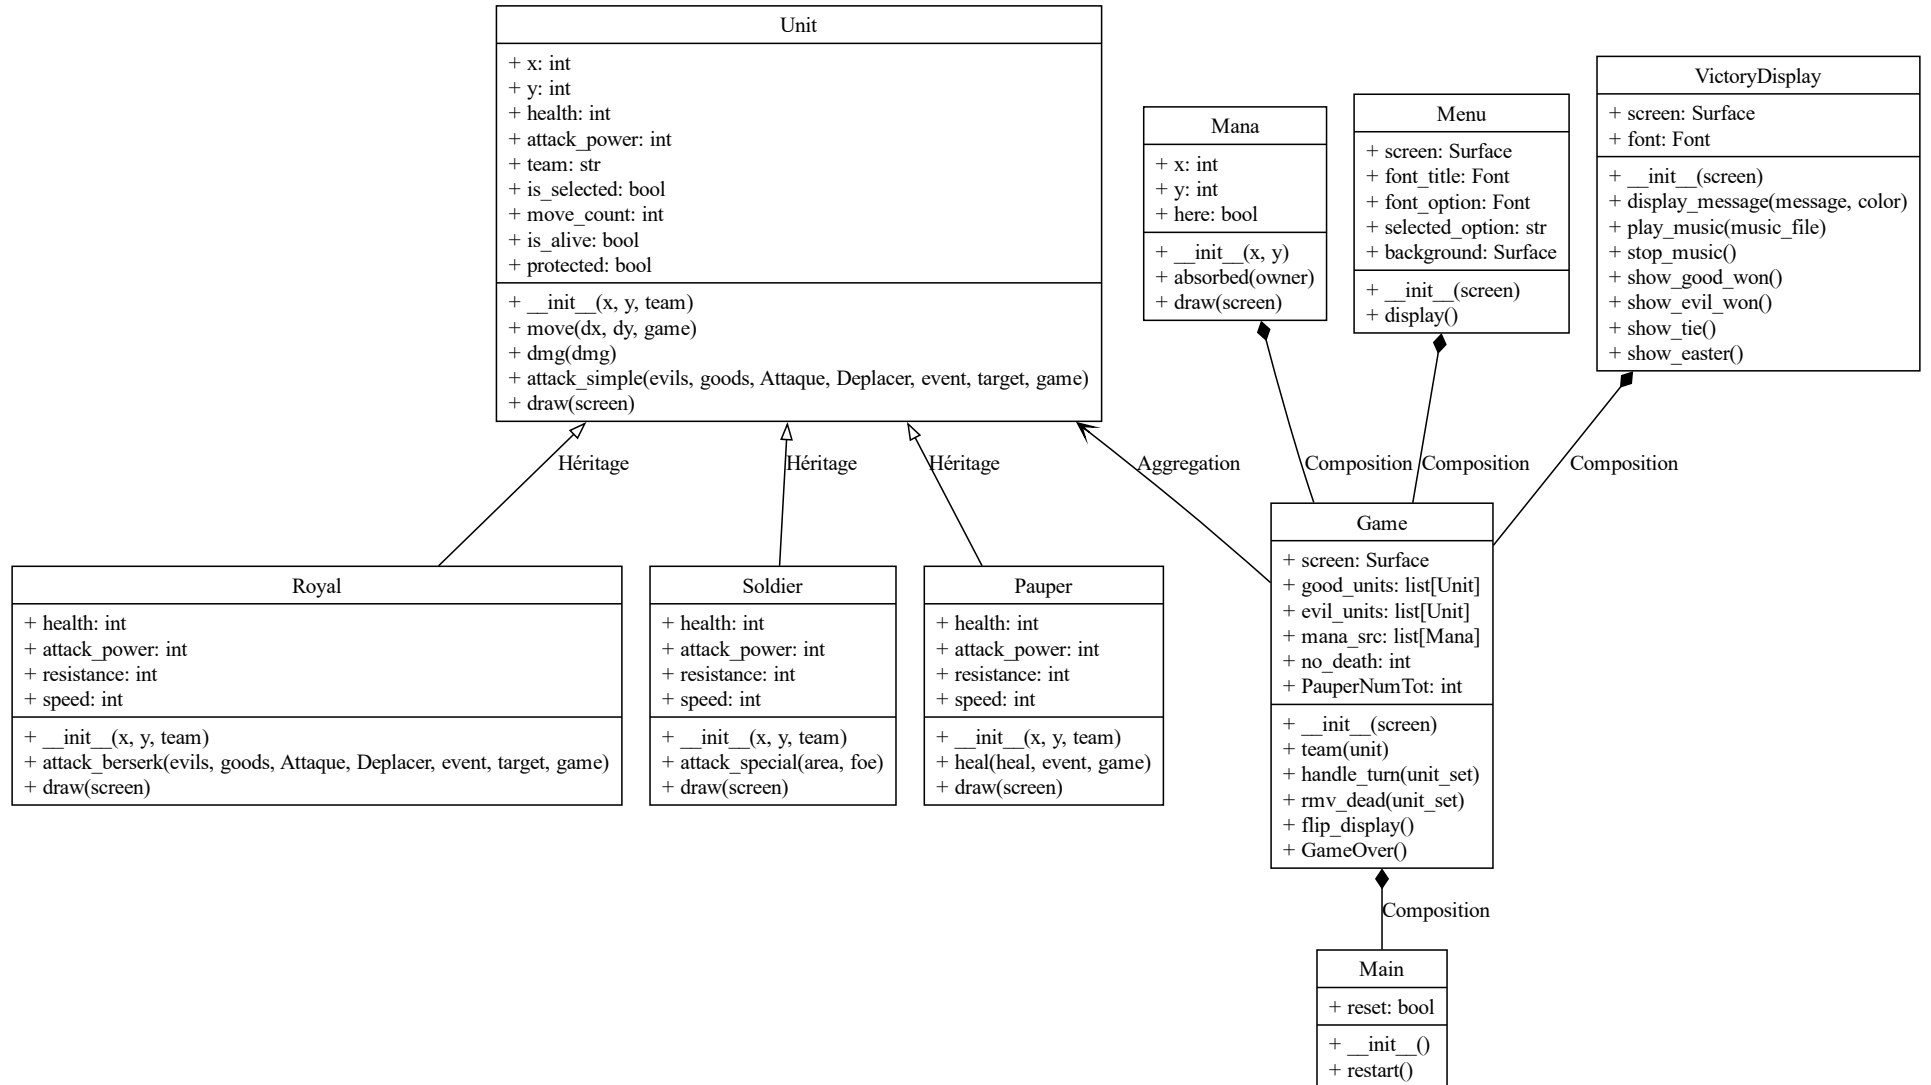 Unit
+ x: int
+ y: int
+ health: int
+ attack_power: int
+ team: str
+ is_selected: bool
+ move_count: int
+ is_alive: bool
+ protected: bool
+ __init__(x, y, team)
+ move(dx, dy, game)
+ dmg(dmg)
+ attack_simple(evils, goods, Attaque, Deplacer, event, target, game)
+ draw(screen)
Mana
+ x: int
+ y: int
+ here: bool
+ __init__(x, y)
+ absorbed(owner)
+ draw(screen)
Menu
+ screen: Surface
+ font_title: Font
+ font_option: Font
+ selected_option: str
+ background: Surface
+ __init__(screen)
+ display()
VictoryDisplay
+ screen: Surface
+ font: Font
+ __init__(screen)
+ display_message(message, color)
+ play_music(music_file)
+ stop_music()
+ show_good_won()
+ show_evil_won()
+ show_tie()
+ show_easter()
Héritage
Héritage
Héritage
Aggregation
Composition
Composition
Composition
Royal
+ health: int
+ attack_power: int
+ resistance: int
+ speed: int
+ __init__(x, y, team)
+ attack_berserk(evils, goods, Attaque, Deplacer, event, target, game)
+ draw(screen)
Soldier
+ health: int
+ attack_power: int
+ resistance: int
+ speed: int
+ __init__(x, y, team)
+ attack_special(area, foe)
+ draw(screen)
Pauper
+ health: int
+ attack_power: int
+ resistance: int
+ speed: int
+ __init__(x, y, team)
+ heal(heal, event, game)
+ draw(screen)
Game
+ screen: Surface
+ good_units: list[Unit]
+ evil_units: list[Unit]
+ mana_src: list[Mana]
+ no_death: int
+ PauperNumTot: int
+ __init__(screen)
+ team(unit)
+ handle_turn(unit_set)
+ rmv_dead(unit_set)
+ flip_display()
+ GameOver()
Composition
Main
+ reset: bool
+ __init__()
+ restart()